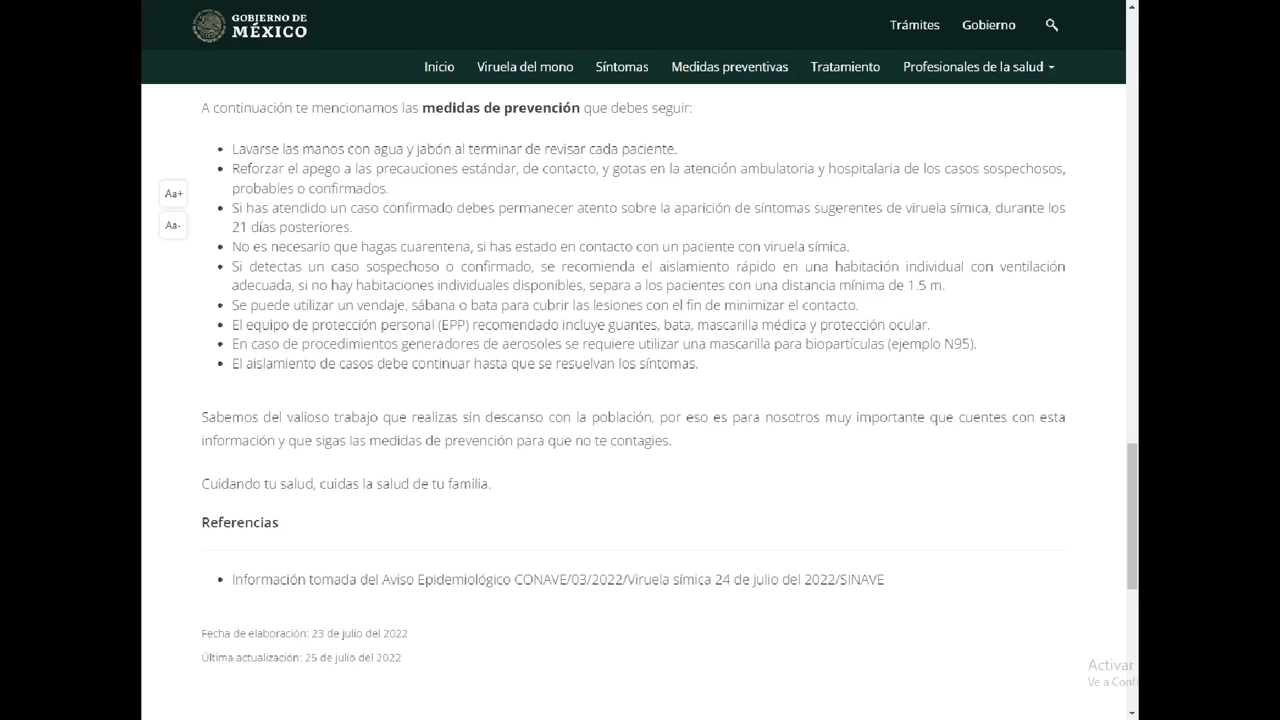 GOBIERNO DE
MÉXICO
Trámites
Gobierno
Inicio
Viruela del mono
Síntomas
Medidas preventivas
Tratamiento
Profesionales de la salud
A continuación te mencionamos las medidas de prevención que debes seguir:
Aa+
Aa-
• Lavarse las manos con agua y jabón al terminar de revisar cada paciente.
• Reforzar el apego a las precauciones estándar, de contacto, y gotas en la atención ambulatoria y hospitalaria de los casos sospechosos,
probables o confirmados.
• Si has atendido un caso confirmado debes permanecer atento sobre la aparición de síntomas sugerentes de viruela símica, durante los
21 días posteriores.
• No es necesario que hagas cuarentena, si has estado en contacto con un paciente con viruela símica.
• Si detectas un caso sospechoso o confirmado, se recomienda el aislamiento rápido en una habitación individual con ventilación
adecuada, si no hay habitaciones individuales disponibles, separa a los pacientes con una distancia mínima de 1.5 m.
• Se puede utilizar un vendaje, sábana o bata para cubrir las lesiones con el fin de minimizar el contacto.
• El equipo de protección personal (EPP) recomendado incluye guantes, bata, mascarilla médica y protección ocular.
• En caso de procedimientos generadores de aerosoles se requiere utilizar una mascarilla para biopartículas (ejemplo N95).
• El aislamiento de casos debe continuar hasta que se resuelvan los síntomas.
Sabemos del valioso trabajo que realizas sin descanso con la población, por eso es para nosotros muy importante que cuentes con esta
información y que sigas las medidas de prevención para que no te contagies.
Cuidando tu salud, cuidas la salud de tu familia.
Referencias
• Información tomada del Aviso Epidemiológico CONAVE/03/2022/Viruela símica 24 de julio del 2022/SINAVE
Fecha de elaboración: 23 de julio del 2022
Última actualización: 25 de julio del 2022
Activar
Ve a Conf